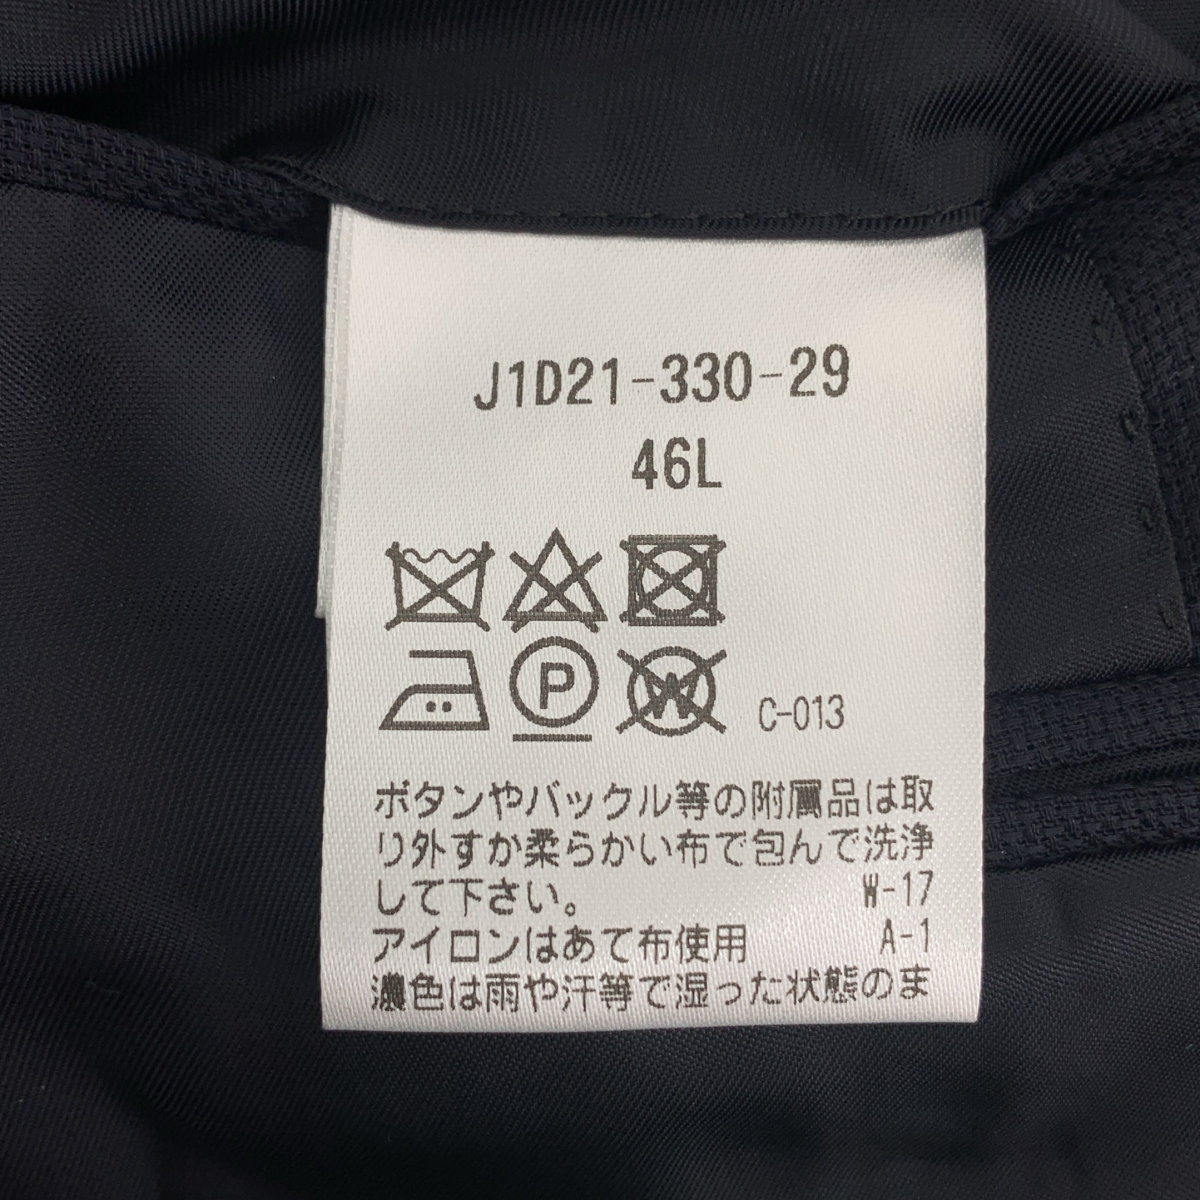 J1D21-330-29
46L
P W C-013
ボタンやバックル等の附属品は取
り外すか柔らかい布で包んで洗浄
して下さい。 W-17
アイロンはあて布使用 A-1
濃色は雨や汗等で湿った状態のま